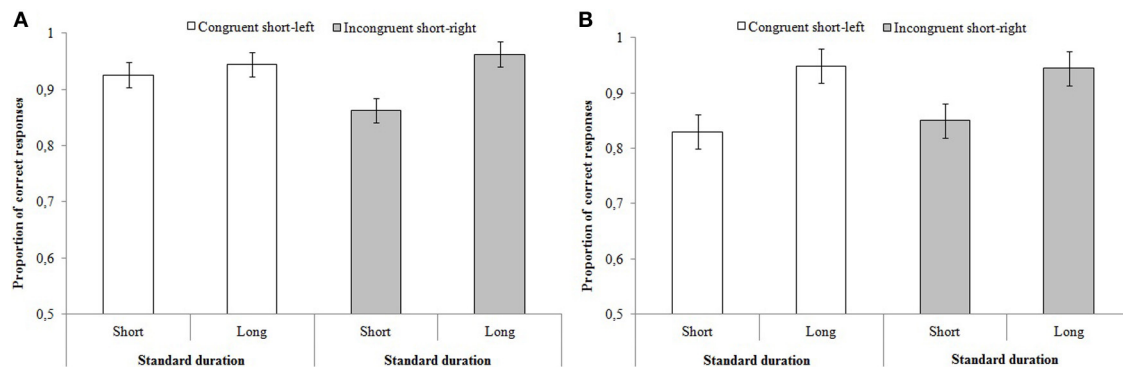 A
Congruent short-left Incongruent short-right
Proportion of correct responses
1
0,9
0,8
0,7
0,6
0,5
Short Long Short Long
Standard duration Standard duration
B
Congruent short-left Incongruent short-right
Proportion of correct responses
1
0,9
0,8
0,7
0,6
0,5
Short Long Short Long
Standard duration Standard duration